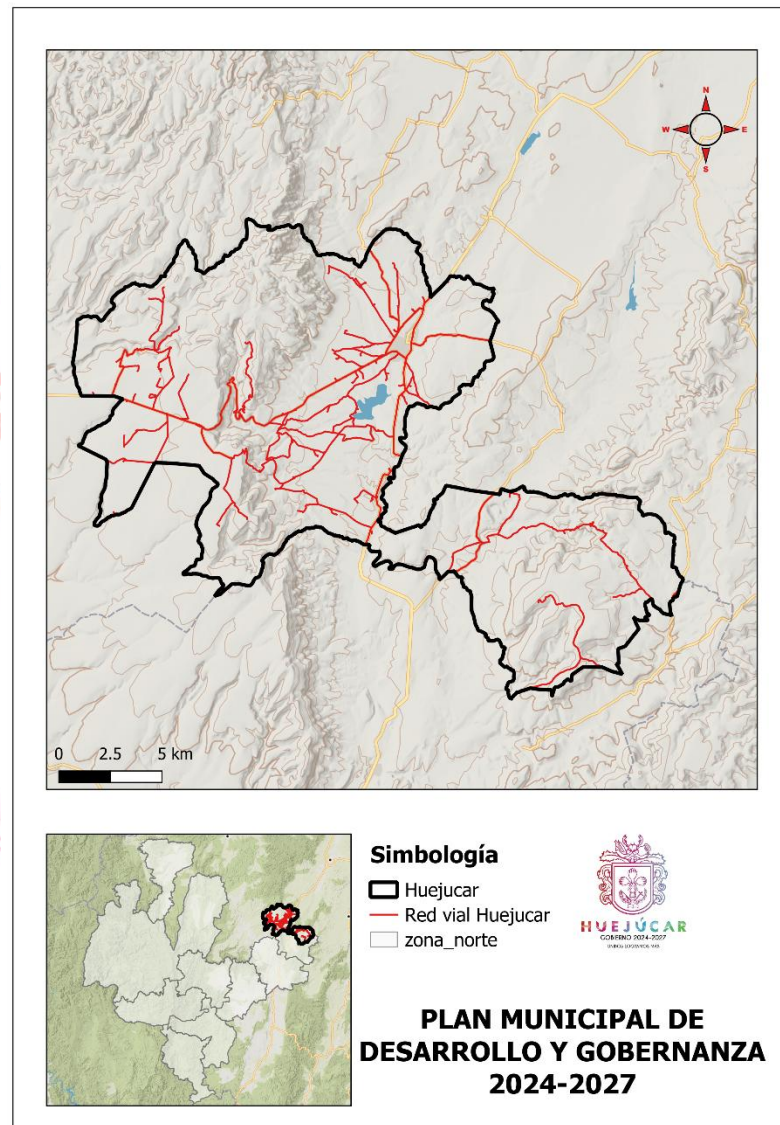 N
W E
S
0 2.5 5 km
Simbología
Huejucar
Red vial Huejucar
zona_norte
HUEJÚCAR
GOBIERNO 2024-2027
PLAN MUNICIPAL DE
DESARROLLO Y GOBERNANZA
2024-2027